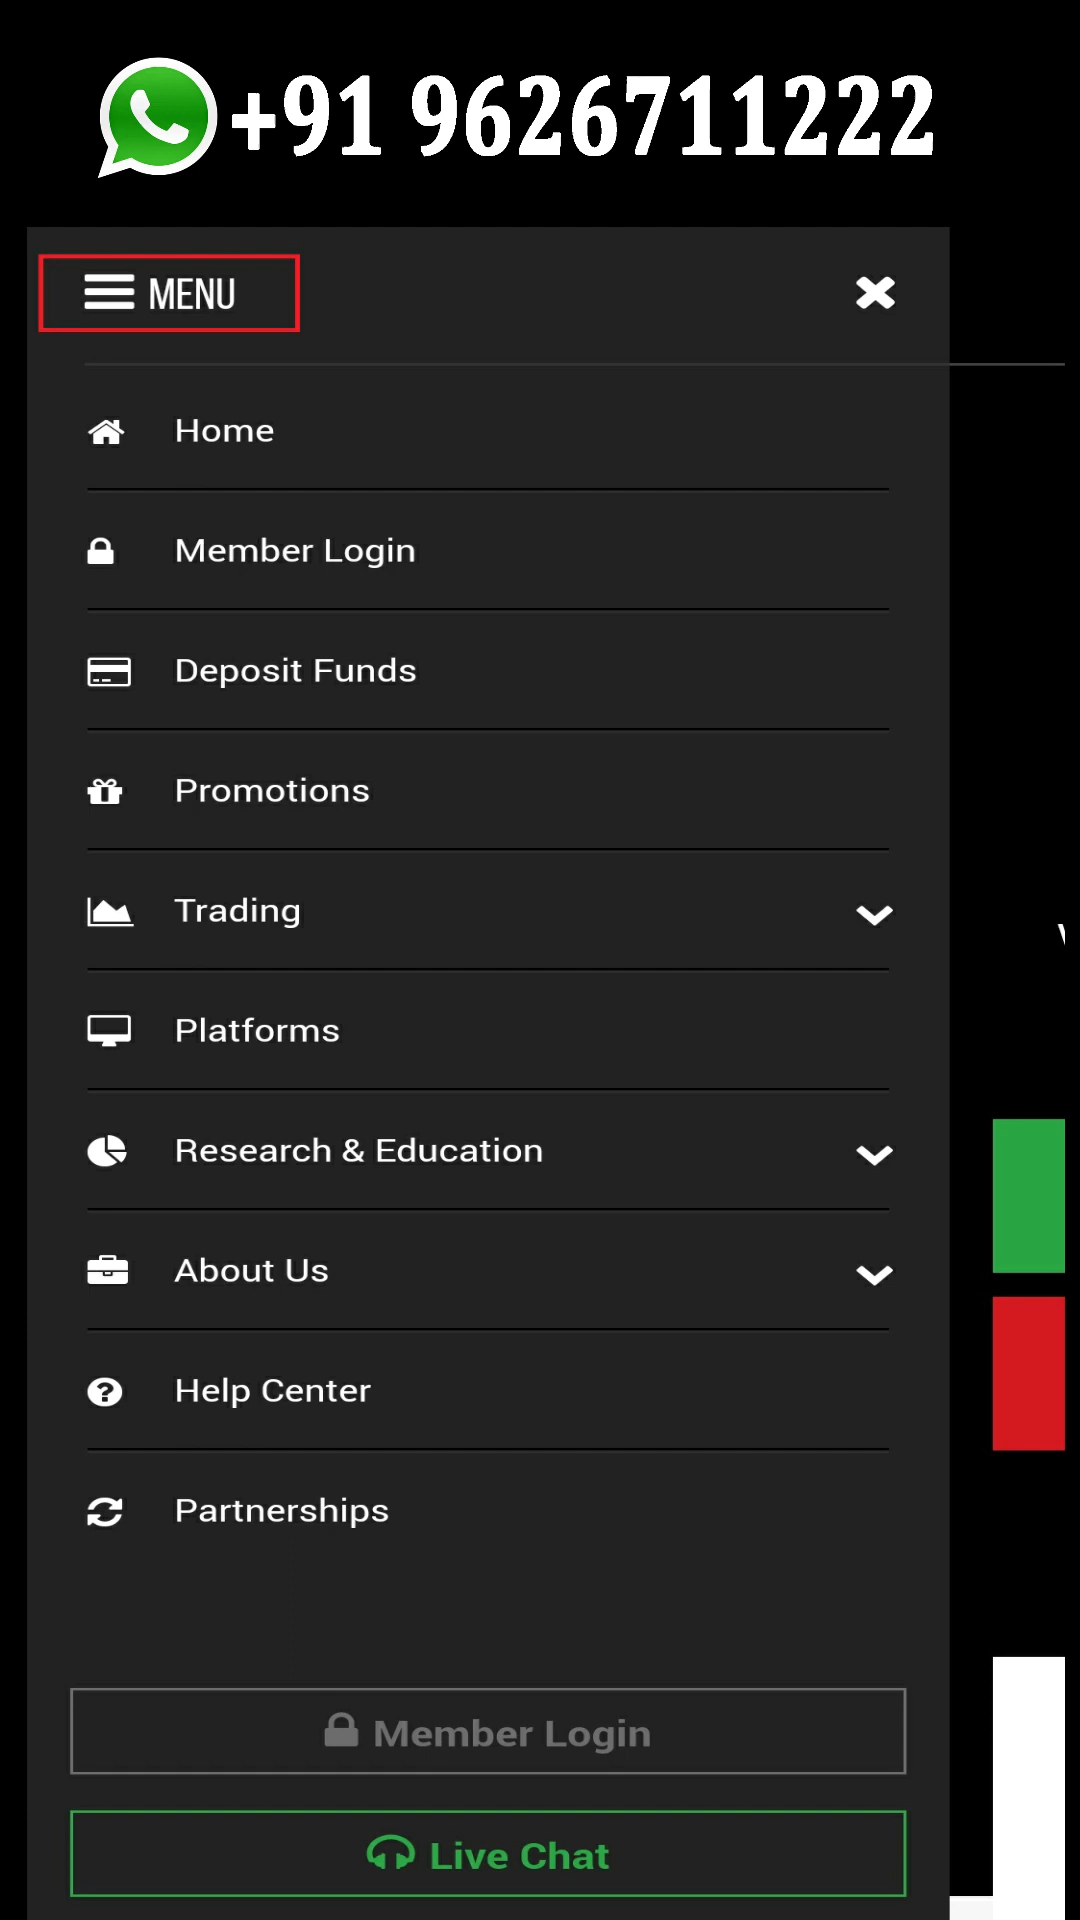 +91 9626711222
MENU
Home
Member Login
Deposit Funds
Promotions
Trading
Platforms
Research & Education
About Us
Help Center
Partnerships
Member Login
Live Chat